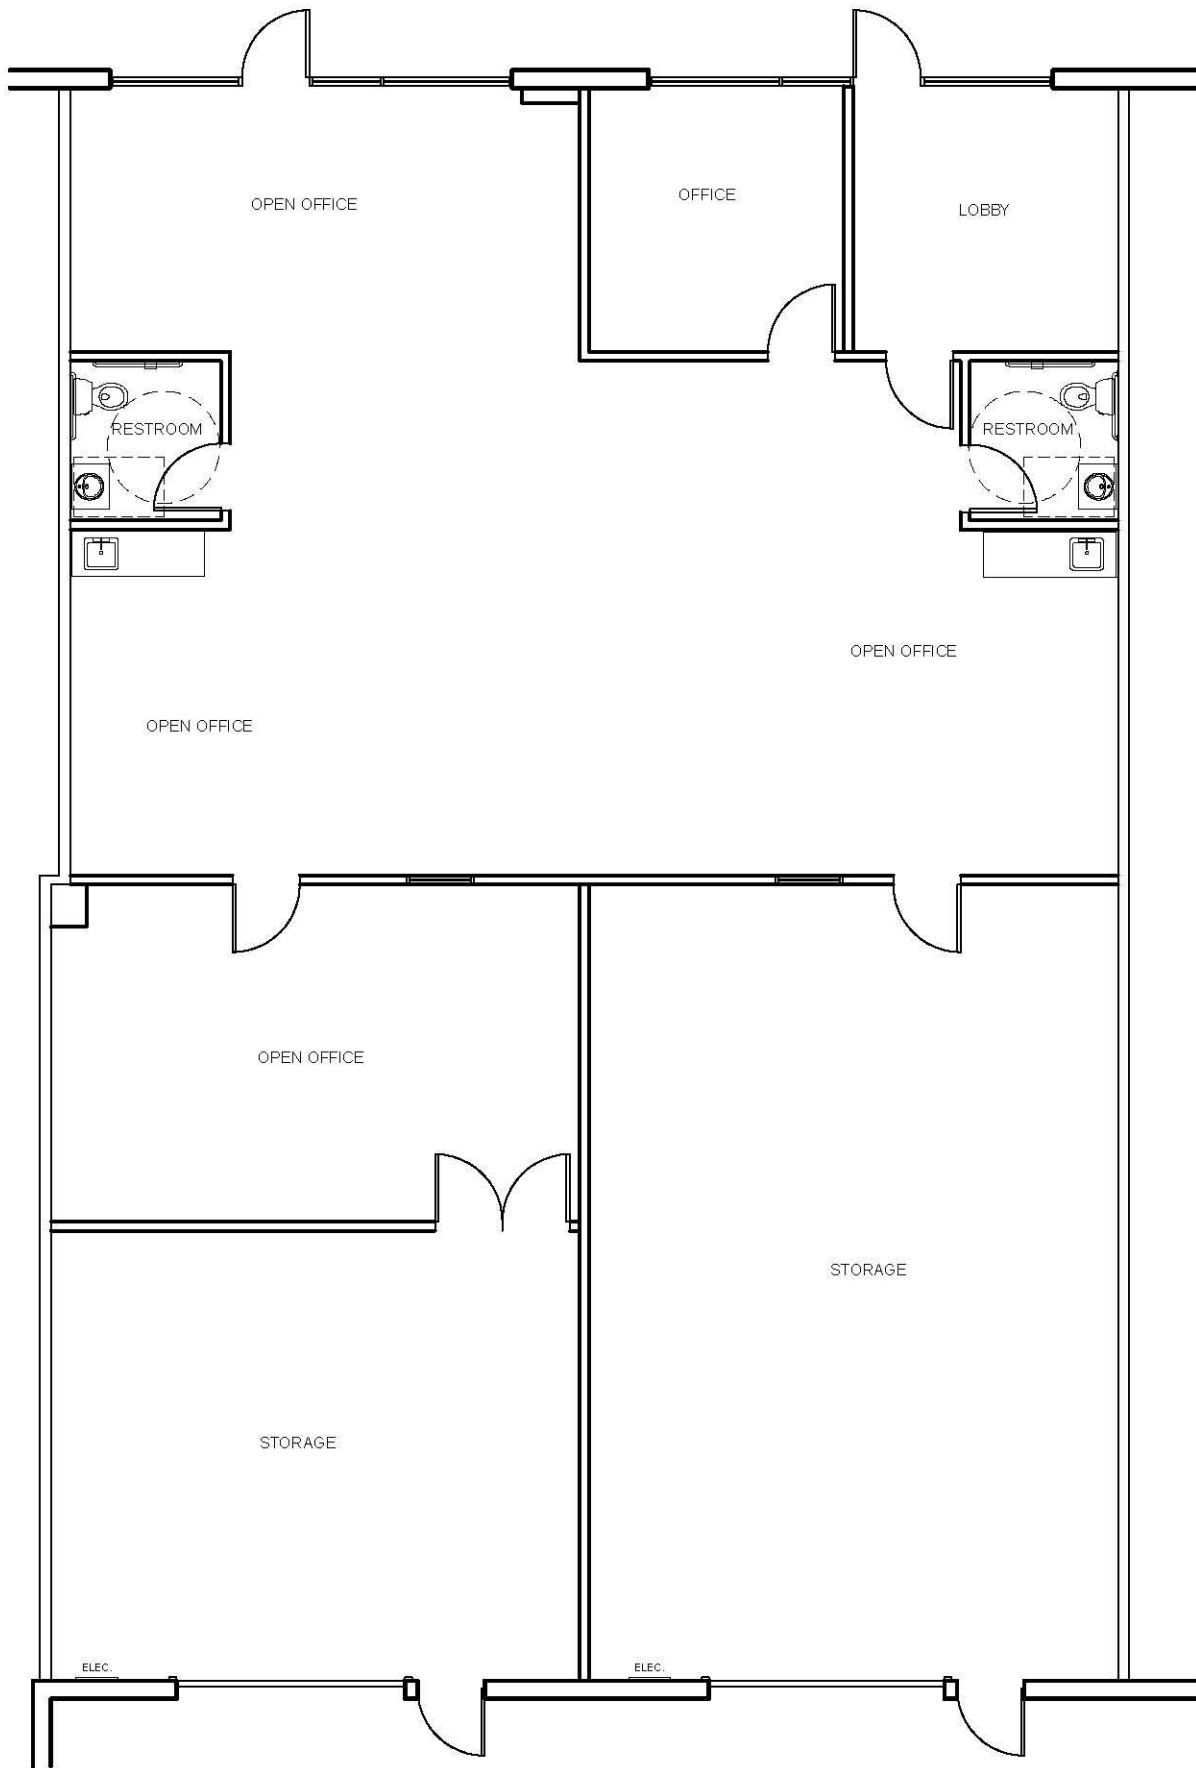 OPEN OFFICE
OFFICE
LOBBY
RESTROOM
RESTROOM
OPEN OFFICE
OPEN OFFICE
OPEN OFFICE
STORAGE
STORAGE
ELEC.
ELEC.